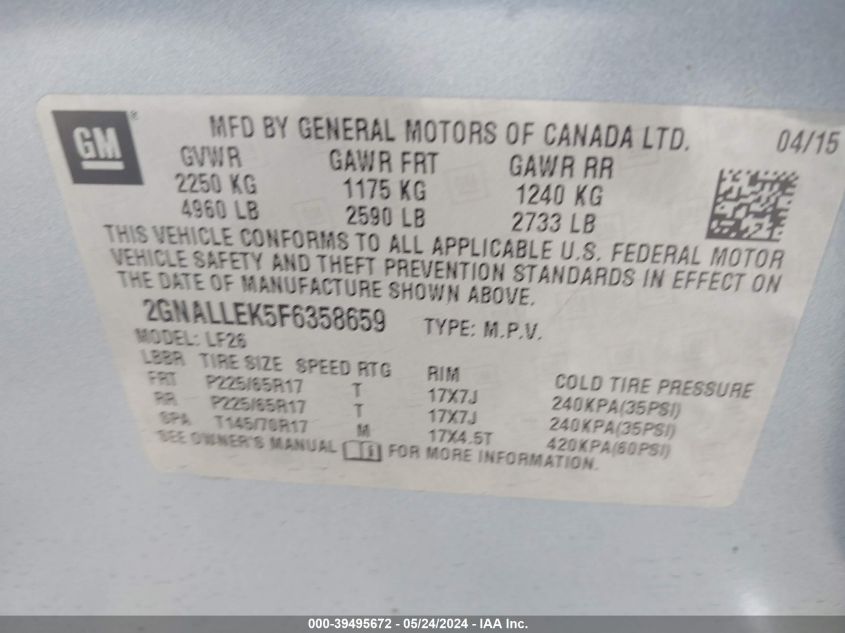 GM
®
MFD BY GENERAL MOTORS OF CANADA LTD. 04/15
GVWR GAWR FRT GAWR RR
2250 KG 1175 KG 1240 KG
4960 LB 2590 LB 2733 LB
THIS VEHICLE CONFORMS TO ALL APPLICABLE U.S. FEDERAL MOTOR
VEHICLE SAFETY AND THEFT PREVENTION STANDARDS IN EFFECT ON
THE DATE OF MANUFACTURE SHOWN ABOVE.
2GNALLEK5F6358659 TYPE: M.P.V.
MODEL: LF26
LBBR TIRE SIZE SPEED RTG RIM COLD TIRE PRESSURE
FRT P225/65R17 T 17X7J 240KPA(35PSI)
RR P225/65R17 T 17X7J 240KPA(35PSI)
SPA T145/70R17 M 17X4.5T 420KPA(60PSI)
SEE OWNER'S MANUAL FOR MORE INFORMATION.
000-39495672 - 05/24/2024 - IAA Inc.